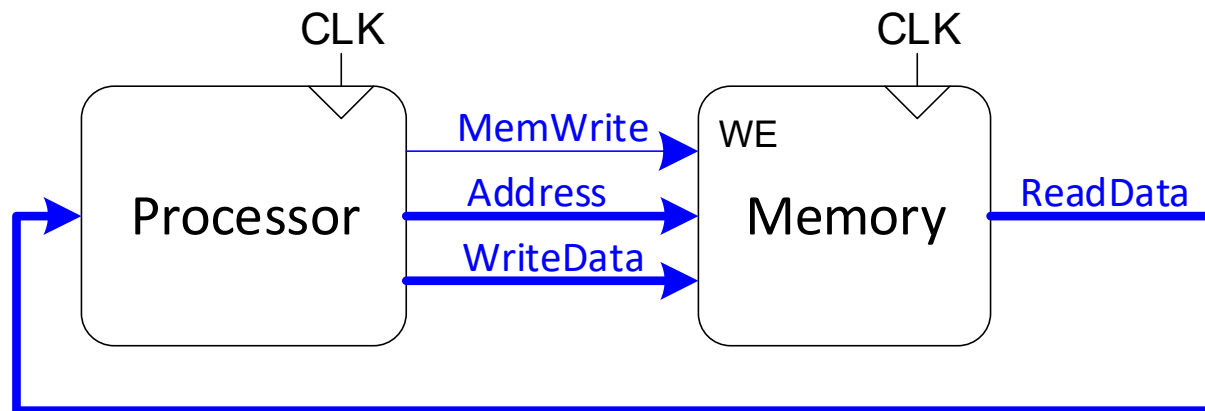 CLK
CLK
MemWrite
WE
Address
Processor
Memory
ReadData
WriteData